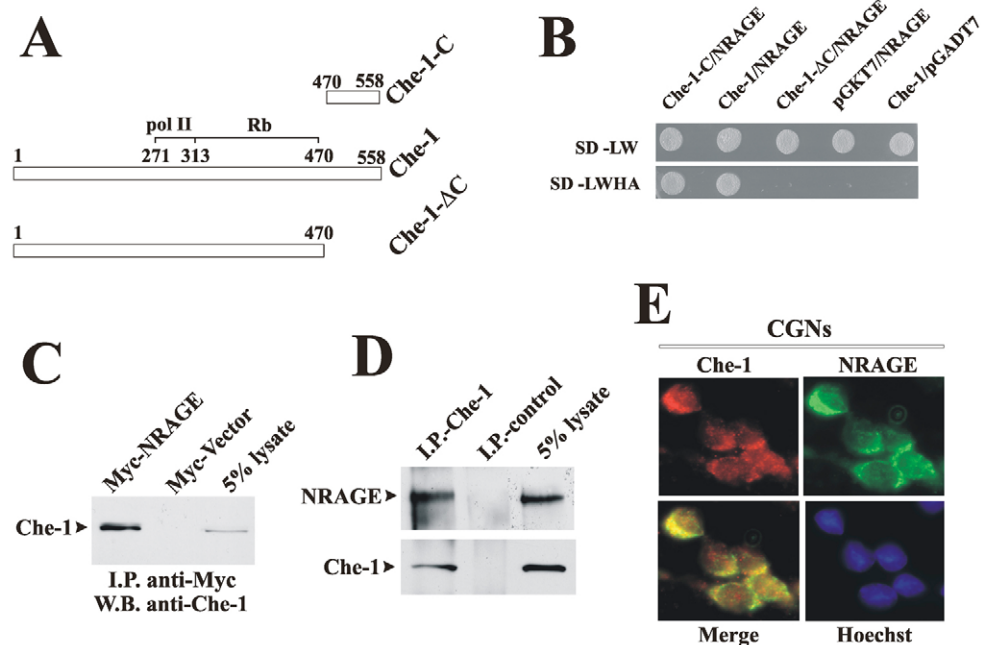 A
470 558 Che-1-C
pol II Rb
1 271 313 470 558 Che-1
1 470 Che-1-ΔC
B
Che-1-C/NRAGE Che-1/NRAGE Che-1-ΔC/NRAGE pGKT7/NRAGE Che-1/pGADT7
SD -LW
SD -LWHA
C
Myc-NRAGE Myc-Vector 5% lysate
Che-1
I.P. anti-Myc
W.B. anti-Che-1
D
I.P.-Che-1 I.P.-control 5% lysate
NRAGE
Che-1
E
CGNs
Che-1 NRAGE
Merge Hoechst